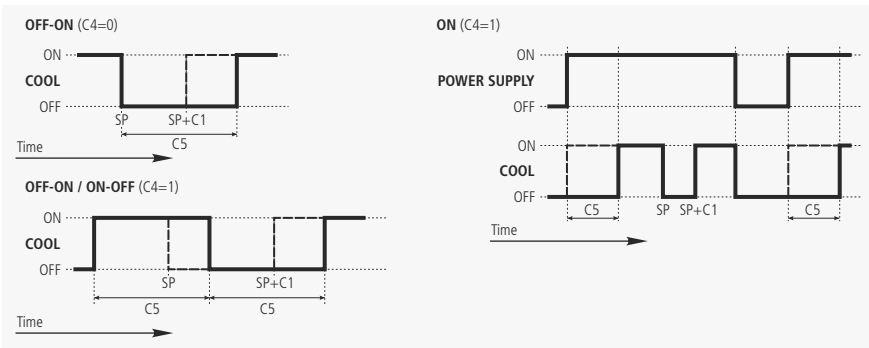 OFF-ON (C4=0)
ON
COOL
OFF
SP SP+C1
C5
Time
OFF-ON / ON-OFF (C4=1)
ON
COOL
OFF
SP SP+C1
C5 C5
Time
ON (C4=1)
ON
POWER SUPPLY
OFF
ON
COOL
OFF
C5 SP SP+C1 C5
Time